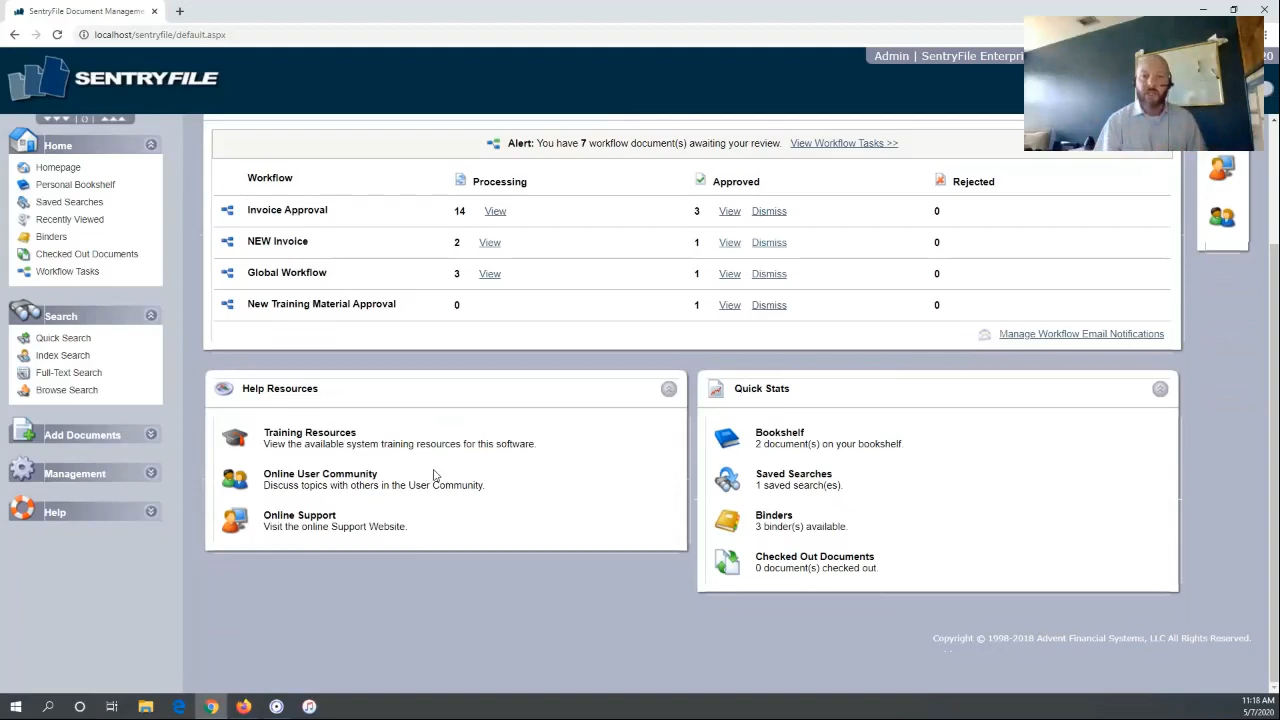 SentryFile Document Managem
localhost/sentryfile/default.aspx
Admin | SentryFile Enterpri
20
SENTRYFILE
Home
Homepage
Personal Bookshelf
Saved Searches
Recently Viewed
Binders
Checked Out Documents
Workflow Tasks
Search
Quick Search
Index Search
Full-Text Search
Browse Search
Add Documents
Management
Help
Alert: You have 7 workflow document(s) awaiting your review. View Workflow Tasks >>
Workflow Processing Approved Rejected
Invoice Approval 14 View 3 View Dismiss 0
NEW Invoice 2 View 1 View Dismiss 0
Global Workflow 3 View 1 View Dismiss 0
New Training Material Approval 0 1 View Dismiss 0
Manage Workflow Email Notifications
Help Resources
Training Resources
View the available system training resources for this software.
Online User Community
Discuss topics with others in the User Community.
Online Support
Visit the online Support Website.
Quick Stats
Bookshelf
2 document(s) on your bookshelf.
Saved Searches
1 saved search(es).
Binders
3 binder(s) available.
Checked Out Documents
0 document(s) checked out.
Copyright © 1998-2018 Advent Financial Systems, LLC All Rights Reserved.
11:18 AM
5/7/2020